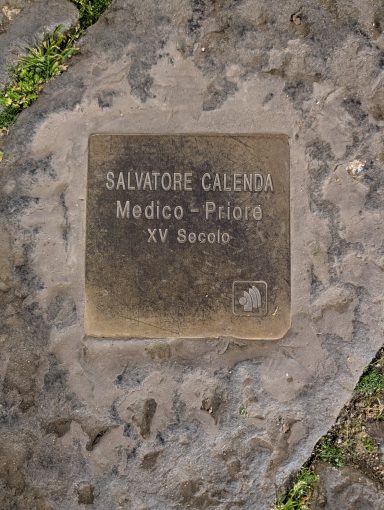 SALVATORE CALENDA
Medico - Priore
XV Secolo